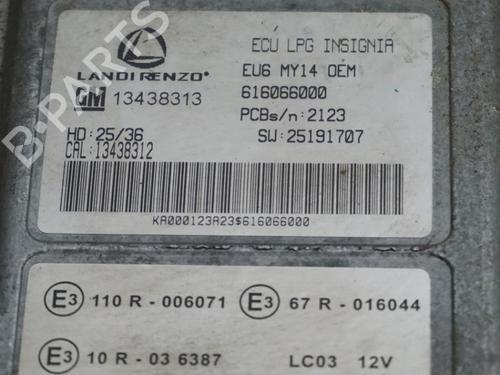 ECU LPG INSIGNIA
LANDIRENZO®
EU6 MY14 OEM
GM 13438313
616066000
PCBs/n:2123
HD:25/36
SW:25191707
CAL:13438312
KA000123A23$616066000
E3 110 R - 006071
E3 67 R - 016044
E3 10 R - 03 6387
LC03 12V
B-PARTS